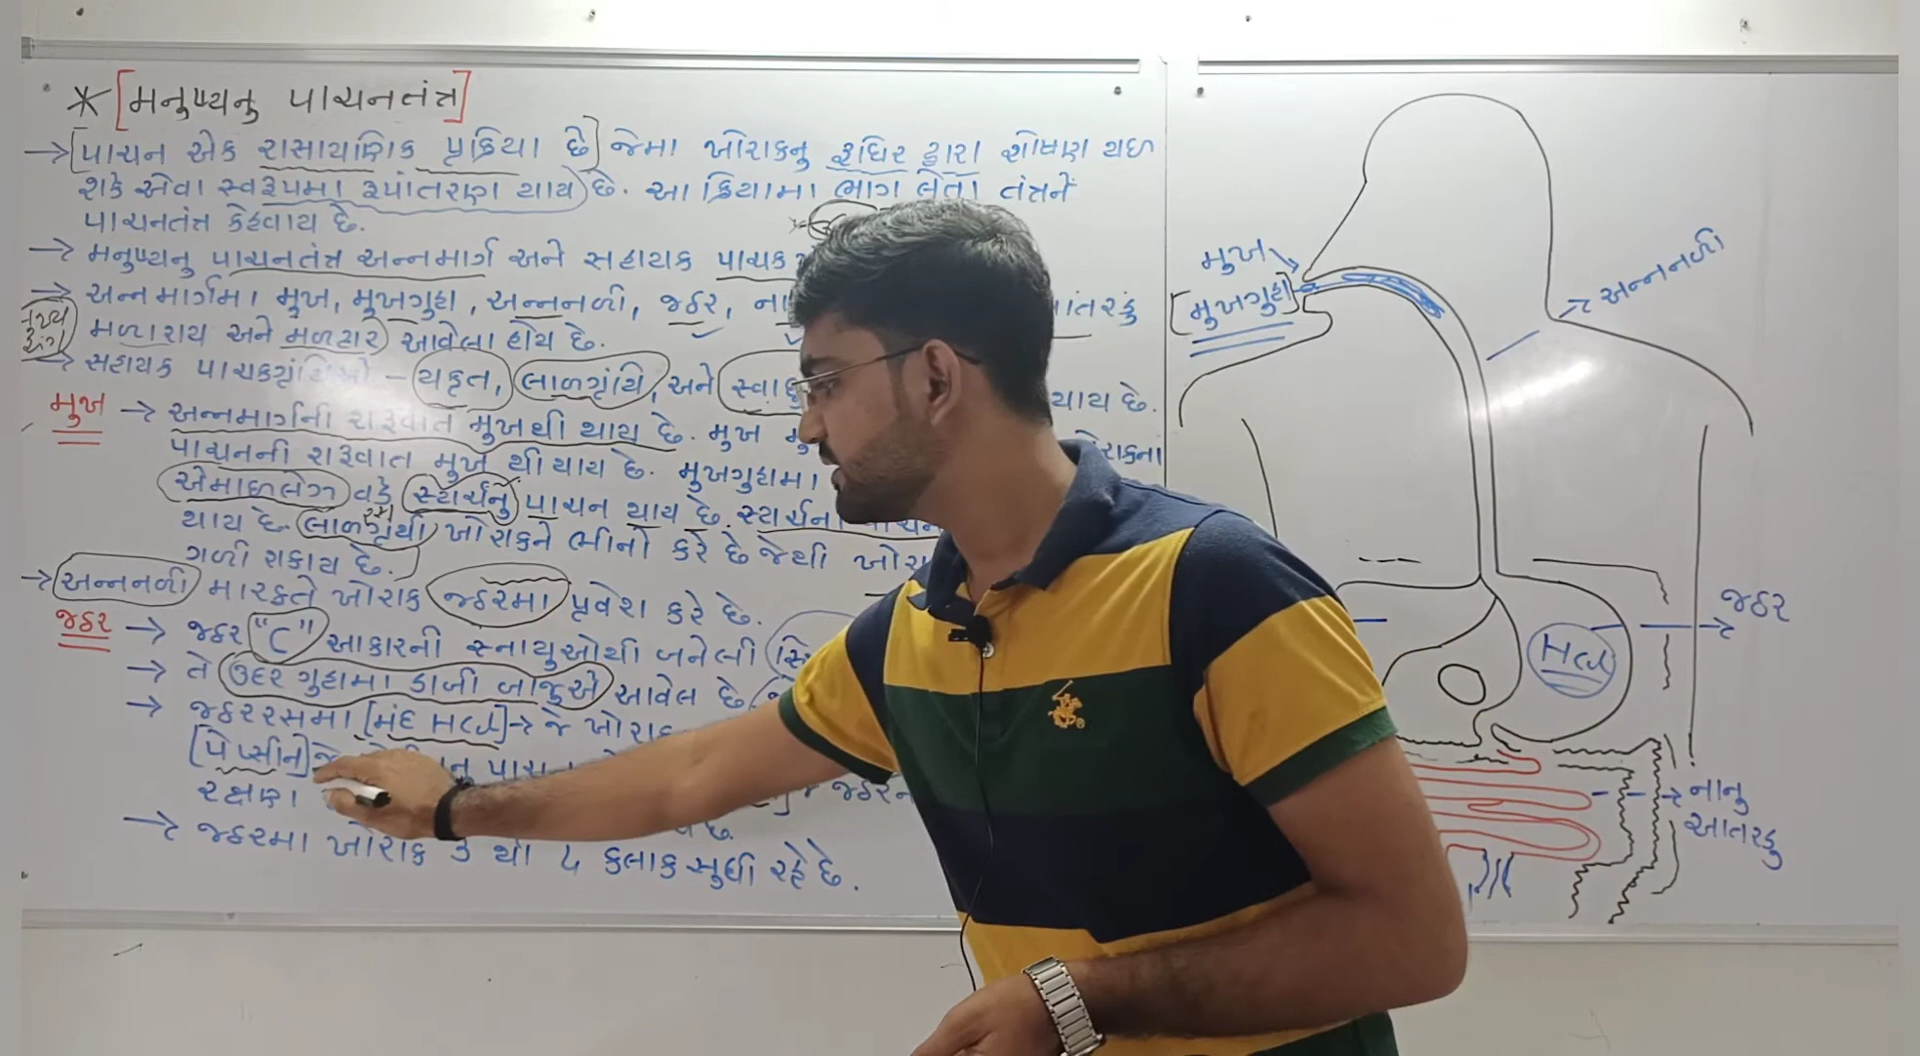 * [મનુષ્યનુ પાચનતંત્ર]
→ [પાચન એક રાસાયણિક પ્રક્રિયા છે] જેમા ખોરાકનુ રૂધિર દ્વારા શોષણ થઇ
શકે એવા સ્વરૂપમા રૂપાંતરણ થાય છે. આ ક્રિયામા ભાગ લેતા તંત્રને
પાચનતંત્ર કેહવાય છે.
→ મનુષ્યનુ પાચનતંત્ર અન્નમાર્ગ અને સહાયક પાચક
→ અન્નમાર્ગમા મુખ, મુખગુહા, અન્નનળી, જઠર,
મળાશય અને મળદ્વાર આવેલા હોય છે.
→ સહાયક પાચકગ્રંથિઓ - યકૃત, લાળગ્રંથિ, અને થાય છે.
મુખ → અન્નમાર્ગની શરૂવાત મુખથી થાય છે. મુખ
પાચનની શરૂવાત મુખ થી થાય છે. મુખગુહામા
એમાઇલેઝ વડે સ્ટાર્ચનુ પાચન થાય છે. સ્ટાર્ચના
થાય છે. લાળગ્રંથી ખોરાકને ભીનો કરે છે જેથી
ગળી શકાય છે.
→ અન્નનળી મારફતે ખોરાક જઠરમા પ્રવેશ કરે છે.
જઠર → જઠર "C" આકારની સ્નાયુઓથી બનેલી
→ તે ઉદર ગુહામા ડાબી બાજુએ આવેલ છે.
→ જઠરરસમા [મંદ HCl] → જે
[પેપ્સીન] જે
રક્ષણ
→ જઠરમા ખોરાક 3 થી ૬ કલાક સુધી રહે છે.
મુખ
[મુખગુહા]
→ અન્નનળી
HCl
→ જઠર
→ નાનુ
આતરડુ